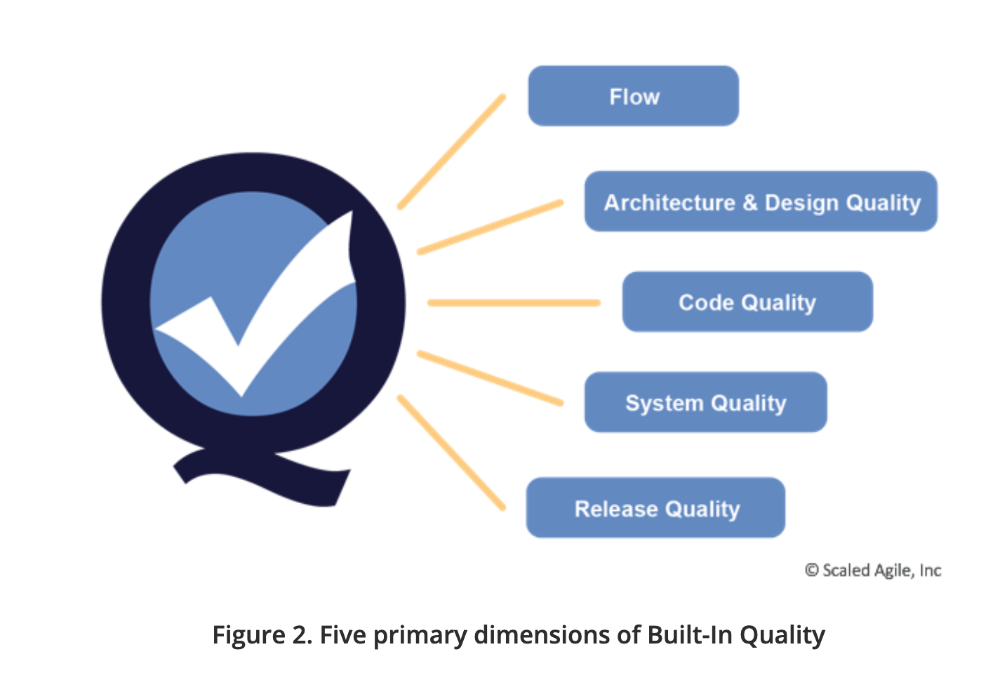 Flow
Architecture & Design Quality
Code Quality
System Quality
Release Quality
© Scaled Agile, Inc
Figure 2. Five primary dimensions of Built-In Quality